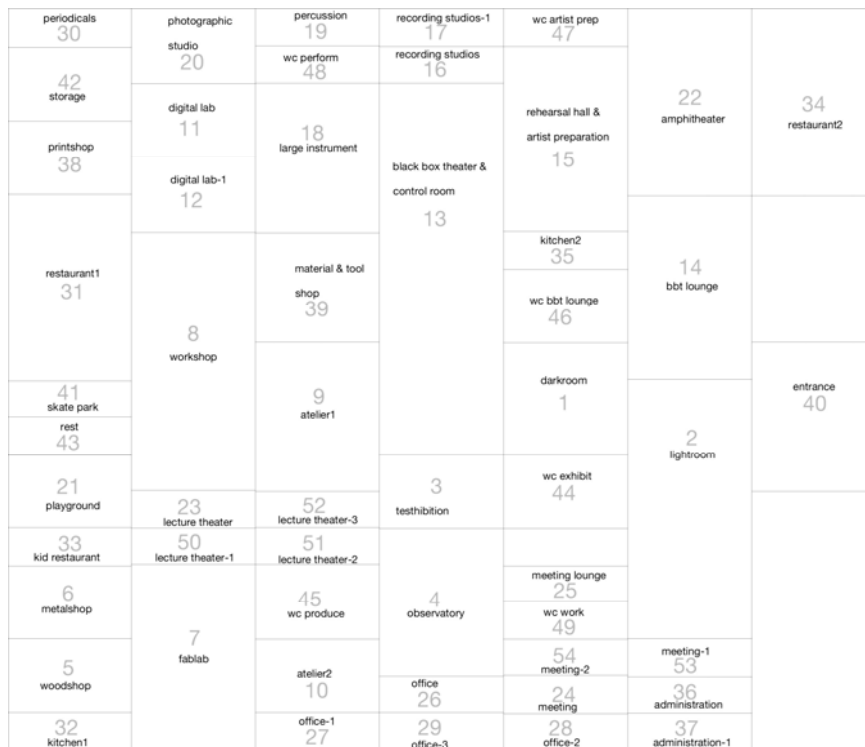 periodicals
30
42
storage
printshop
38
restaurant1
31
41
skate park
rest
43
21
playground
33
kid restaurant
6
metalshop
5
woodshop
32
kitchen1
photographic
studio
20
digital lab
11
digital lab-1
12
8
workshop
23
lecture theater
50
lecture theater-1
7
fablab
percussion
19
wc perform
48
18
large instrument
material & tool
shop
39
9
atelier1
52
lecture theater-3
51
lecture theater-2
45
wc produce
atelier2
10
office-1
27
recording studios-1
17
recording studios
16
black box theater &
control room
13
3
testhibition
4
observatory
office
26
29
office-3
wc artist prep
47
rehearsal hall &
artist preparation
15
kitchen2
35
wc bbt lounge
46
darkroom
1
wc exhibit
44
meeting lounge
25
wc work
49
54
meeting-2
24
meeting
28
office-2
22
amphitheater
14
bbt lounge
2
lightroom
meeting-1
53
36
administration
37
administration-1
34
restaurant2
entrance
40